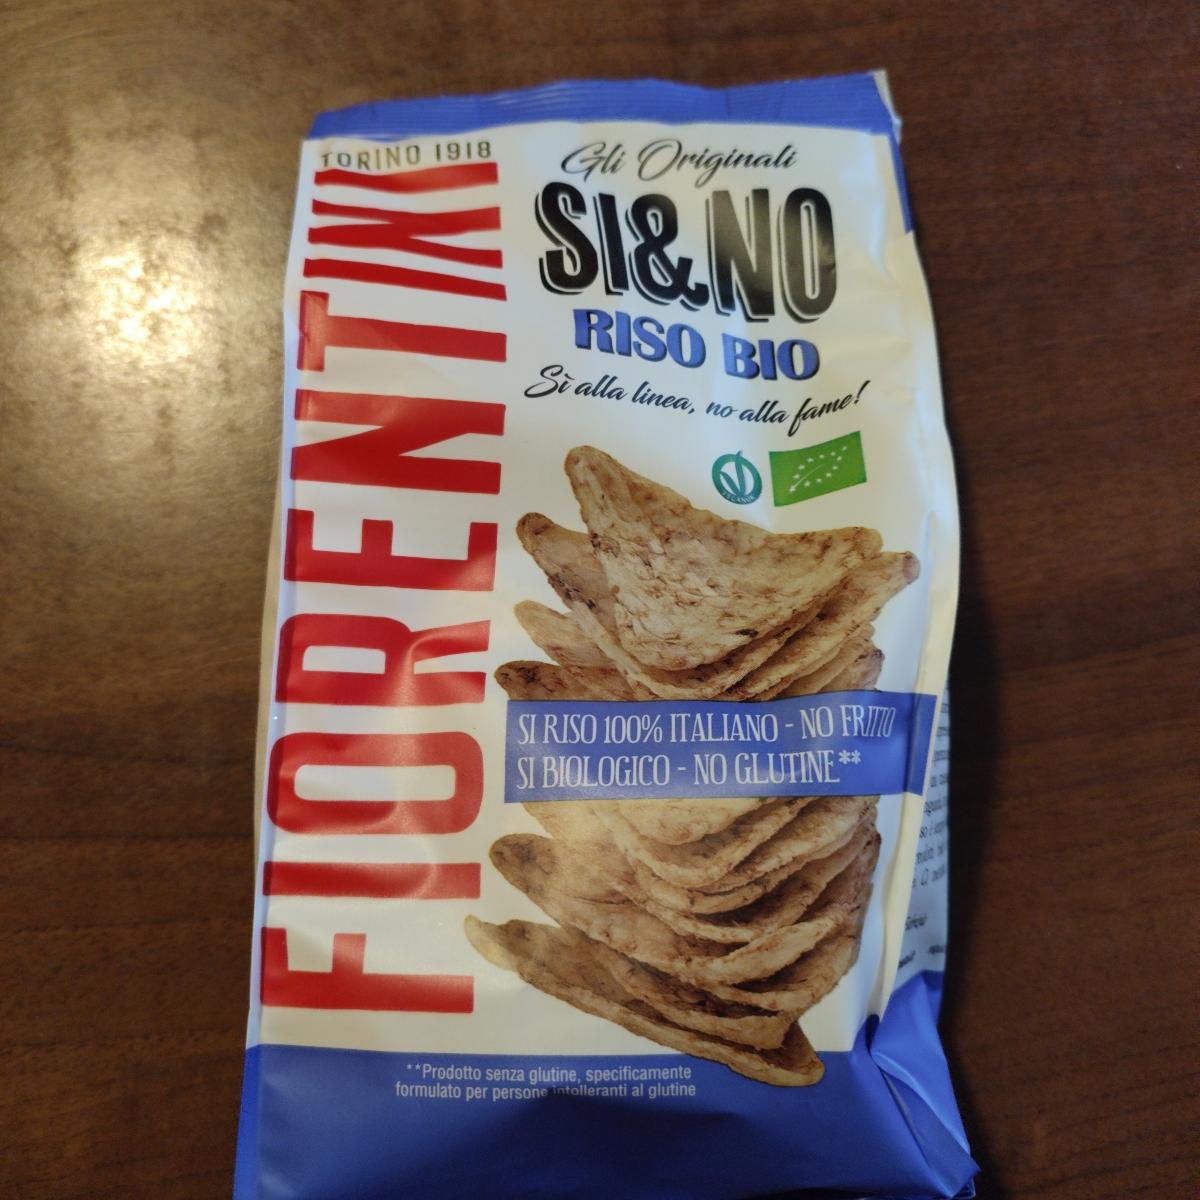 TORINO 1918
FIORENTINI
Gli Originali
SI&NO
RISO BIO
Sì alla linea, no alla fame!
VEGANOK
SI RISO 100% ITALIANO - NO FRITTO
SI BIOLOGICO - NO GLUTINE**
**Prodotto senza glutine, specificamente
formulato per persone intolleranti al glutine